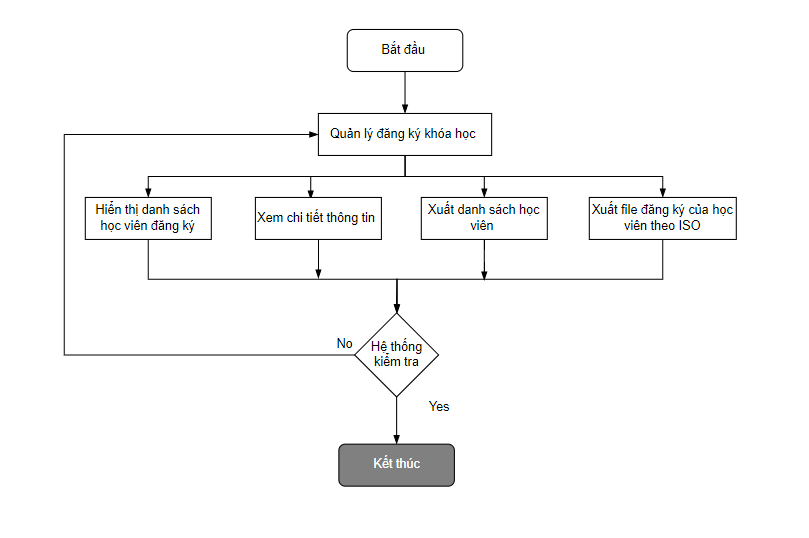 Bắt đầu
Quản lý đăng ký khóa học
Hiển thị danh sách
học viên đăng ký
Xem chi tiết thông tin
Xuất danh sách học
viên
Xuất file đăng ký của học
viên theo ISO
No
Hệ thống
kiểm tra
Yes
Kết thúc